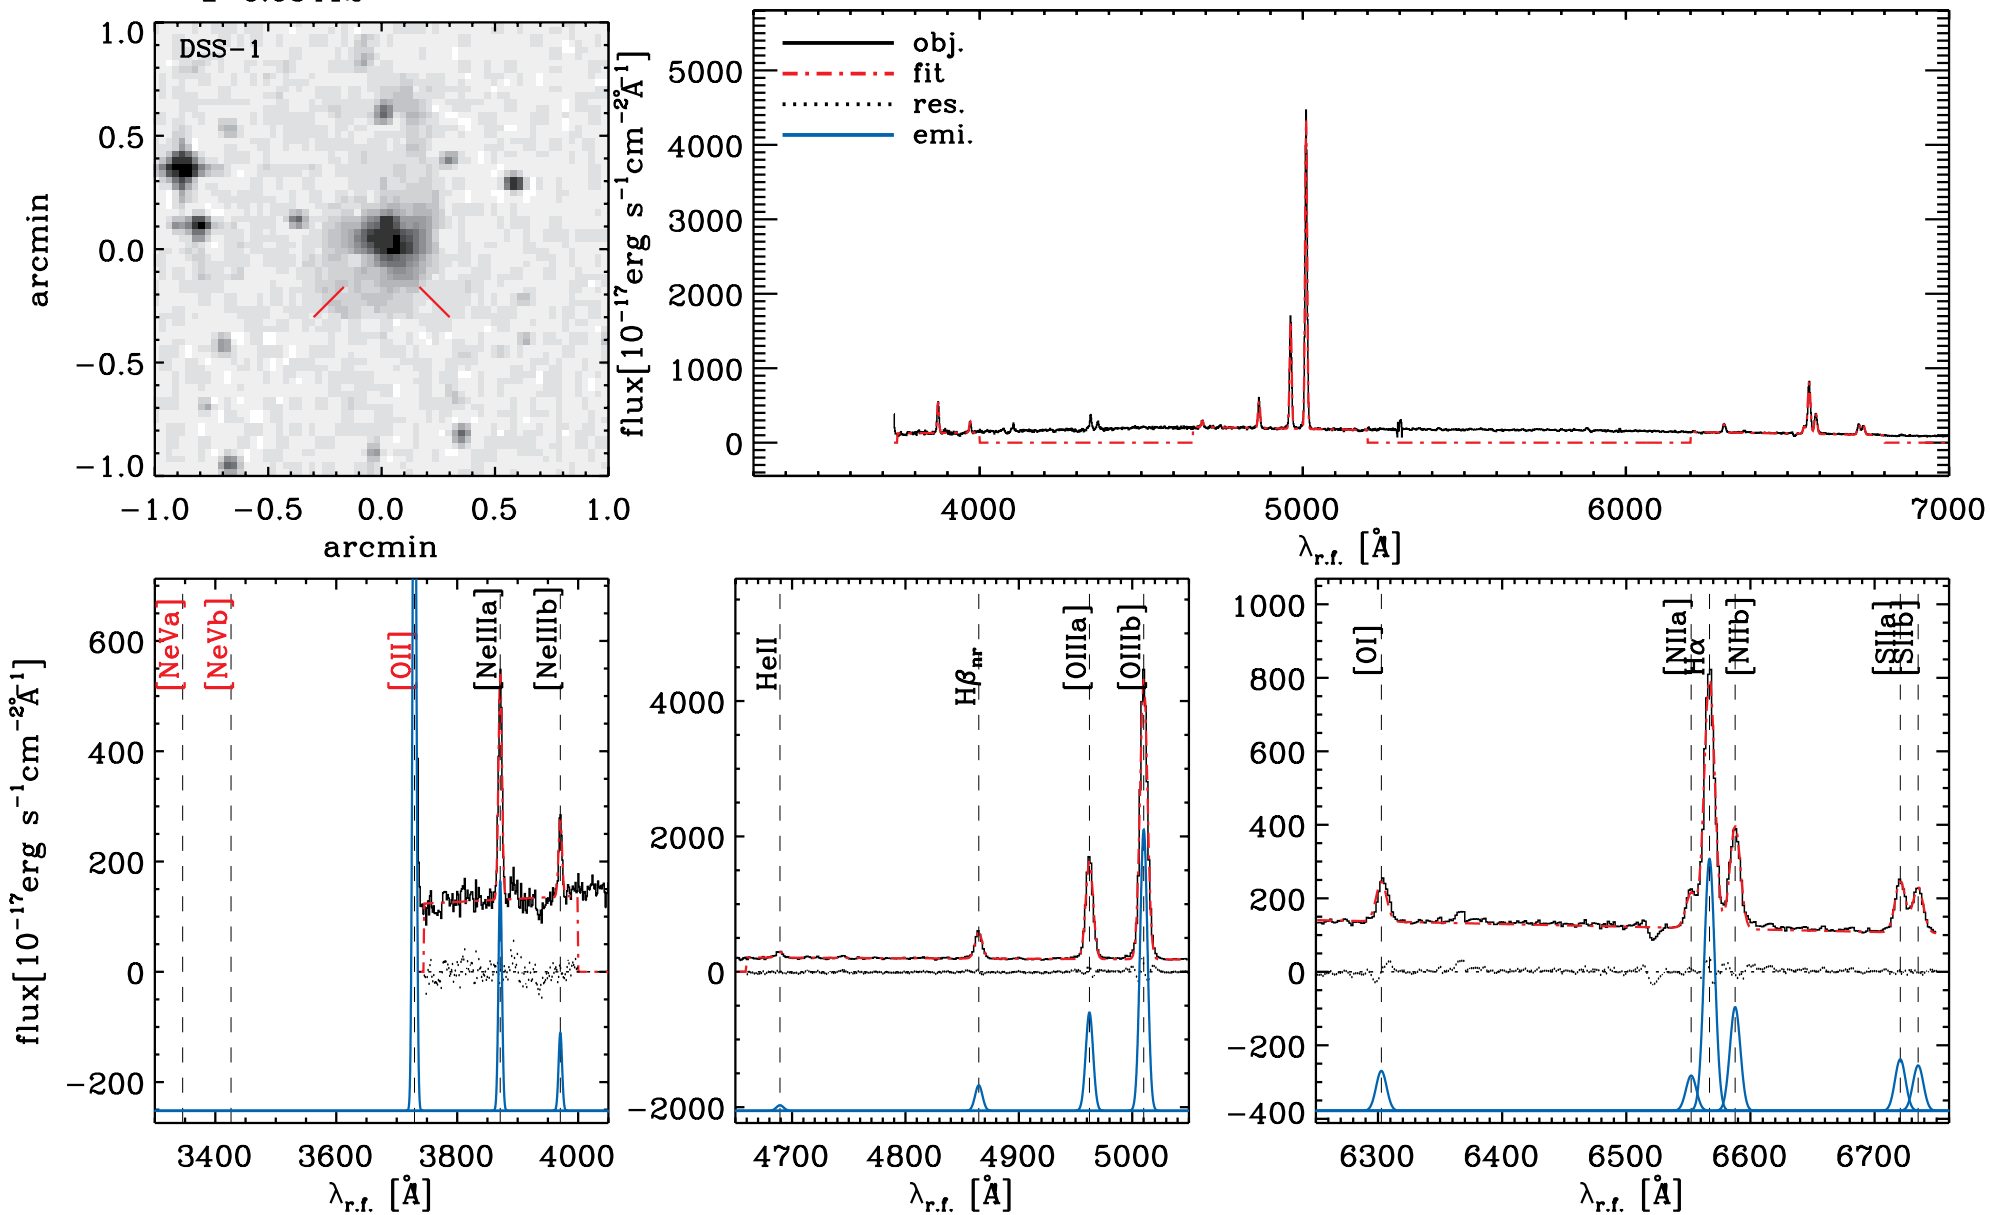 DSS-1
1.0
0.5
0.0
-0.5
-1.0
-1.0 -0.5 0.0 0.5 1.0
arcmin
arcmin
obj.
fit
res.
emi.
5000
4000
3000
2000
1000
0
4000 5000 6000 7000
λr.f. [Å]
flux[10⁻¹⁷erg s⁻¹cm⁻²Å⁻¹]
[NeVa] [NeVb] [OII] [NeIIIa] [NeIIIb]
600
400
200
0
-200
3400 3600 3800 4000
λr.f. [Å]
flux[10⁻¹⁷erg s⁻¹cm⁻²Å⁻¹]
HeII Hβnr [OIIIa] [OIIIb]
4000
2000
0
-2000
4700 4800 4900 5000
λr.f. [Å]
[OI] [NIIa] Hα [NIIb] [SIIa] [SIIb]
1000
800
600
400
200
0
-200
-400
6300 6400 6500 6600 6700
λr.f. [Å]